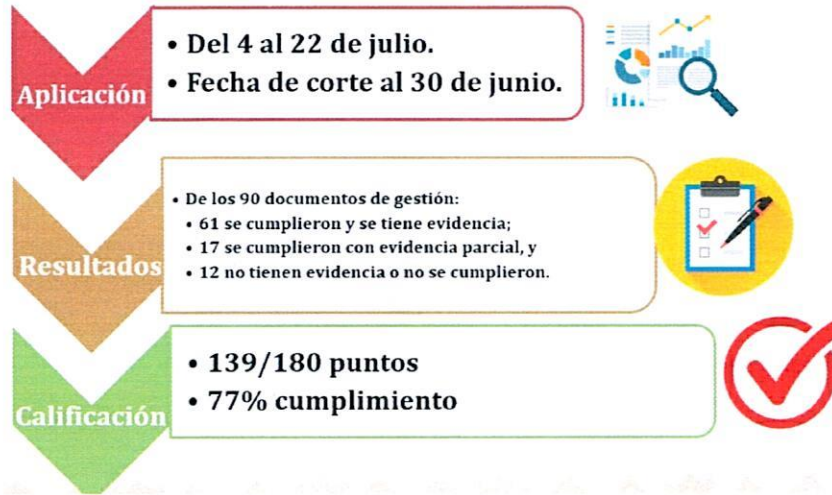 Aplicación
• Del 4 al 22 de julio.
• Fecha de corte al 30 de junio.
Resultados
• De los 90 documentos de gestión:
• 61 se cumplieron y se tiene evidencia;
• 17 se cumplieron con evidencia parcial, y
• 12 no tienen evidencia o no se cumplieron.
Calificación
• 139/180 puntos
• 77% cumplimiento